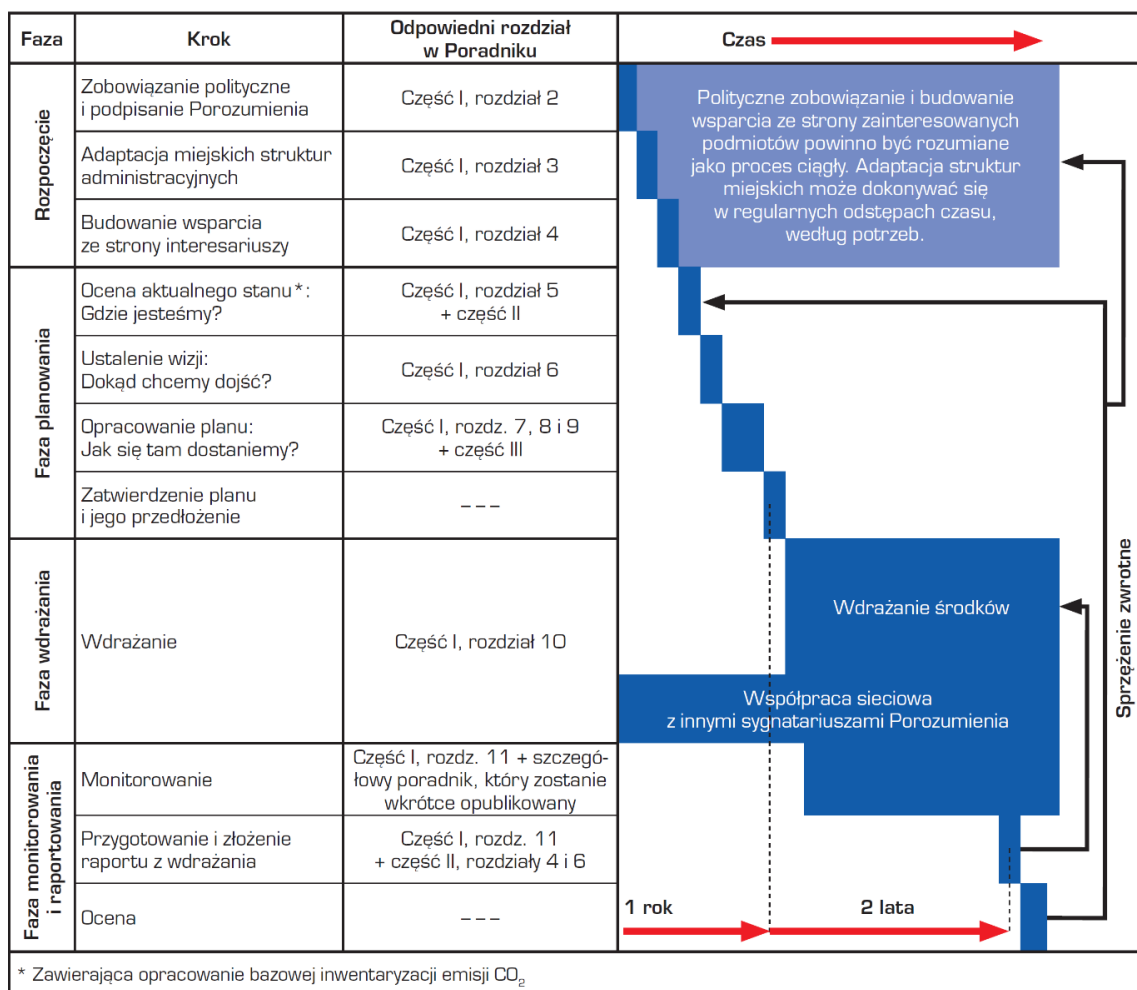 Faza
Krok
Odpowiedni rozdział
w Poradniku
Czas
Rozpoczęcie
Zobowiązanie polityczne
i podpisanie Porozumienia
Część I, rozdział 2
Adaptacja miejskich struktur
administracyjnych
Część I, rozdział 3
Budowanie wsparcia
ze strony interesariuszy
Część I, rozdział 4
Polityczne zobowiązanie i budowanie
wsparcia ze strony zainteresowanych
podmiotów powinno być rozumiane
jako proces ciągły. Adaptacja struktur
miejskich może dokonywać się
w regularnych odstępach czasu,
według potrzeb.
Faza planowania
Ocena aktualnego stanu*:
Gdzie jesteśmy?
Część I, rozdział 5
+ część II
Ustalenie wizji:
Dokąd chcemy dojść?
Część I, rozdział 6
Opracowanie planu:
Jak się tam dostaniemy?
Część I, rozdz. 7, 8 i 9
+ część III
Zatwierdzenie planu
i jego przedłożenie
– – –
Faza wdrażania
Wdrażanie
Część I, rozdział 10
Wdrażanie środków
Współpraca sieciowa
z innymi sygnatariuszami Porozumienia
Sprzężenie zwrotne
Faza monitorowania
i raportowania
Monitorowanie
Część I, rozdz. 11 + szczegó-
łowy poradnik, który zostanie
wkrótce opublikowany
Przygotowanie i złożenie
raportu z wdrażania
Część I, rozdz. 11
+ część II, rozdziały 4 i 6
Ocena
– – –
1 rok
2 lata
* Zawierająca opracowanie bazowej inwentaryzacji emisji CO₂